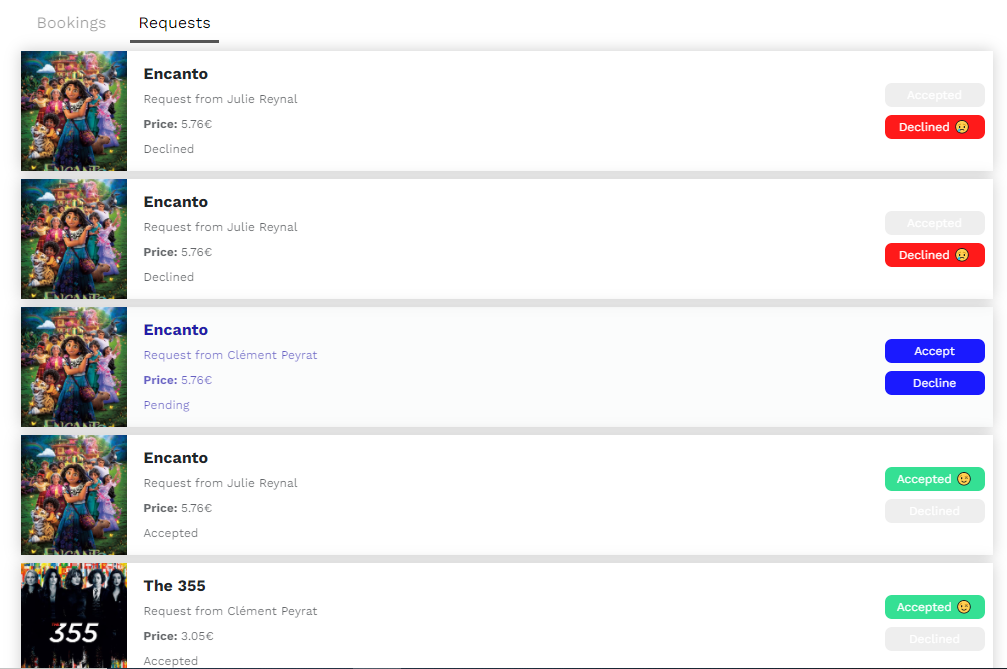 Bookings Requests
Encanto
Request from Julie Reynal
Price: 5.76€
Declined
Accepted
Declined 😥
Encanto
Request from Julie Reynal
Price: 5.76€
Declined
Accepted
Declined 😥
Encanto
Request from Clément Peyrat
Price: 5.76€
Pending
Accept
Decline
Encanto
Request from Julie Reynal
Price: 5.76€
Accepted
Accepted 😉
Declined
355
The 355
Request from Clément Peyrat
Price: 3.05€
Accepted
Accepted 😉
Declined